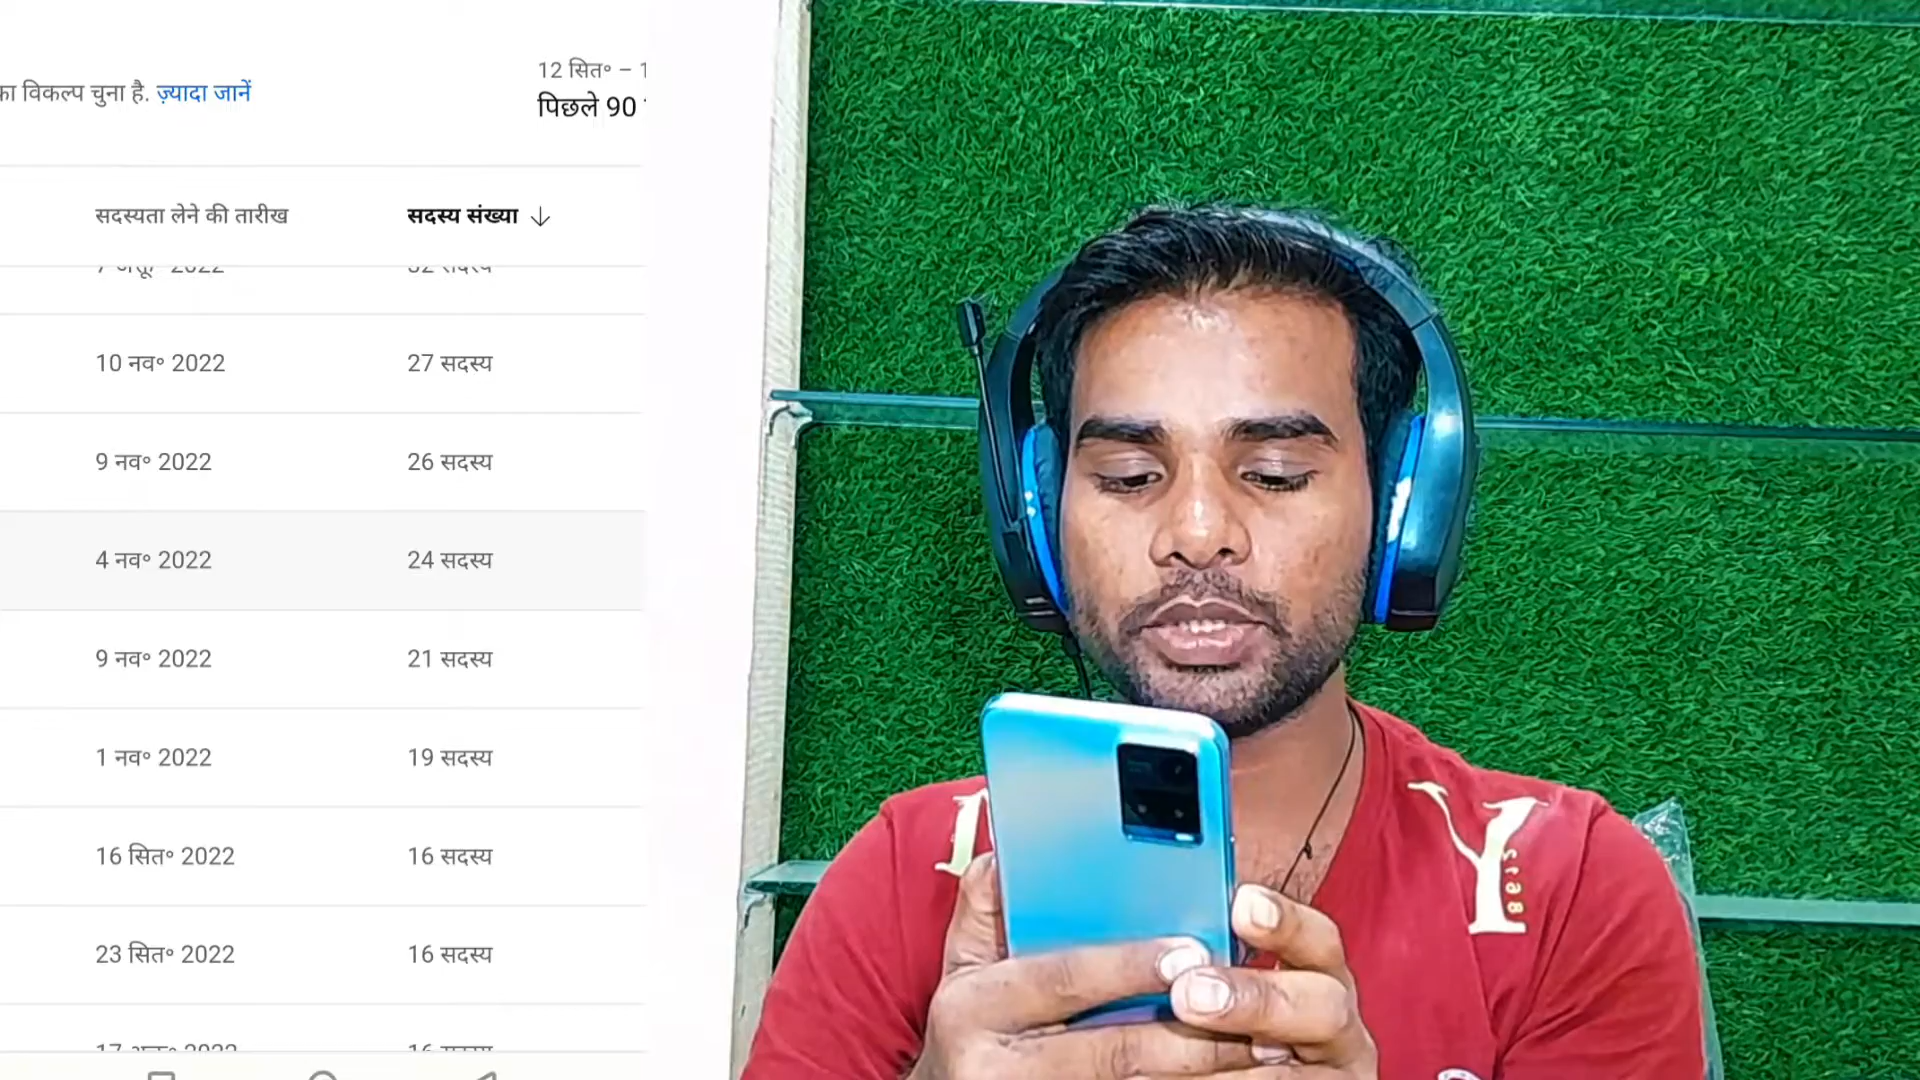 12 सित॰ – 1
का विकल्प चुना है. ज़्यादा जानें
पिछले 90
सदस्यता लेने की तारीख सदस्य संख्या ↓
10 नव॰ 2022 27 सदस्य
9 नव॰ 2022 26 सदस्य
4 नव॰ 2022 24 सदस्य
9 नव॰ 2022 21 सदस्य
1 नव॰ 2022 19 सदस्य
16 सित॰ 2022 16 सदस्य
23 सित॰ 2022 16 सदस्य
Y